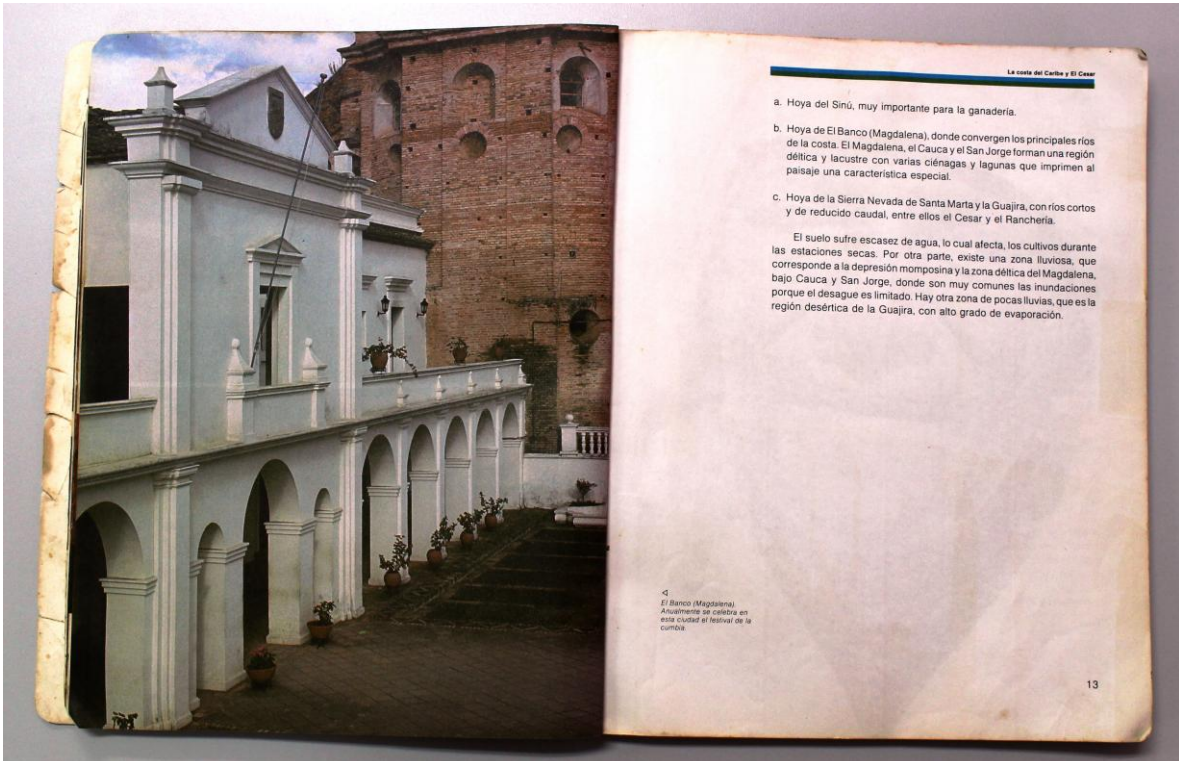 La costa del Caribe y El Cesar
a. Hoya del Sinú, muy importante para la ganadería.
b. Hoya de El Banco (Magdalena), donde convergen los principales ríos
de la costa. El Magdalena, el Cauca y el San Jorge forman una región
déltica y lacustre con varias ciénagas y lagunas que imprimen al
paisaje una característica especial.
c. Hoya de la Sierra Nevada de Santa Marta y la Guajira, con ríos cortos
y de reducido caudal, entre ellos el Cesar y el Ranchería.
El suelo sufre escasez de agua, lo cual afecta, los cultivos durante
las estaciones secas. Por otra parte, existe una zona lluviosa, que
corresponde a la depresión momposina y la zona déltica del Magdalena,
bajo Cauca y San Jorge, donde son muy comunes las inundaciones
porque el desague es limitado. Hay otra zona de pocas lluvias, que es la
región desértica de la Guajira, con alto grado de evaporación.
El Banco (Magdalena).
Anualmente se celebra en
esta ciudad el festival de la
cumbia.
13